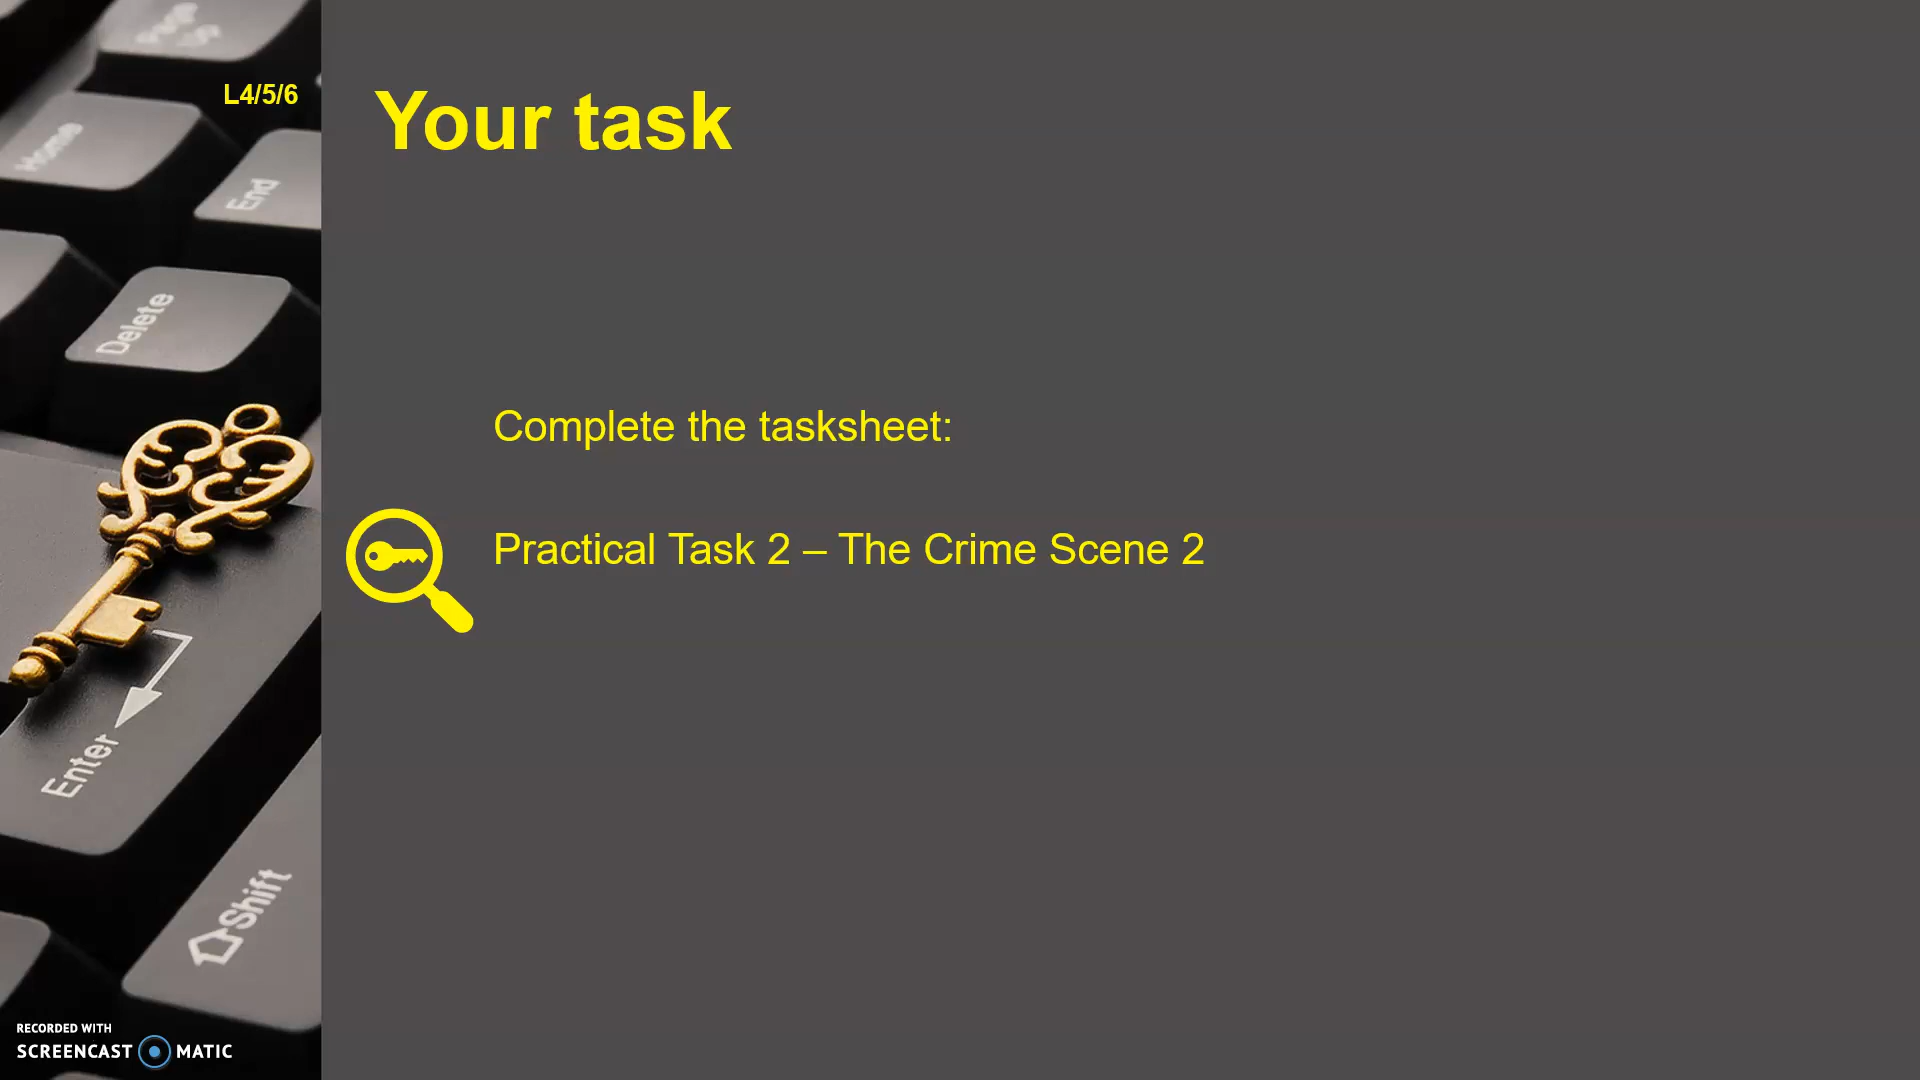 L4/5/6
Your task
Complete the tasksheet:
Practical Task 2 – The Crime Scene 2
Home
End
Delete
Enter
Shift
RECORDED WITH
SCREENCAST MATIC